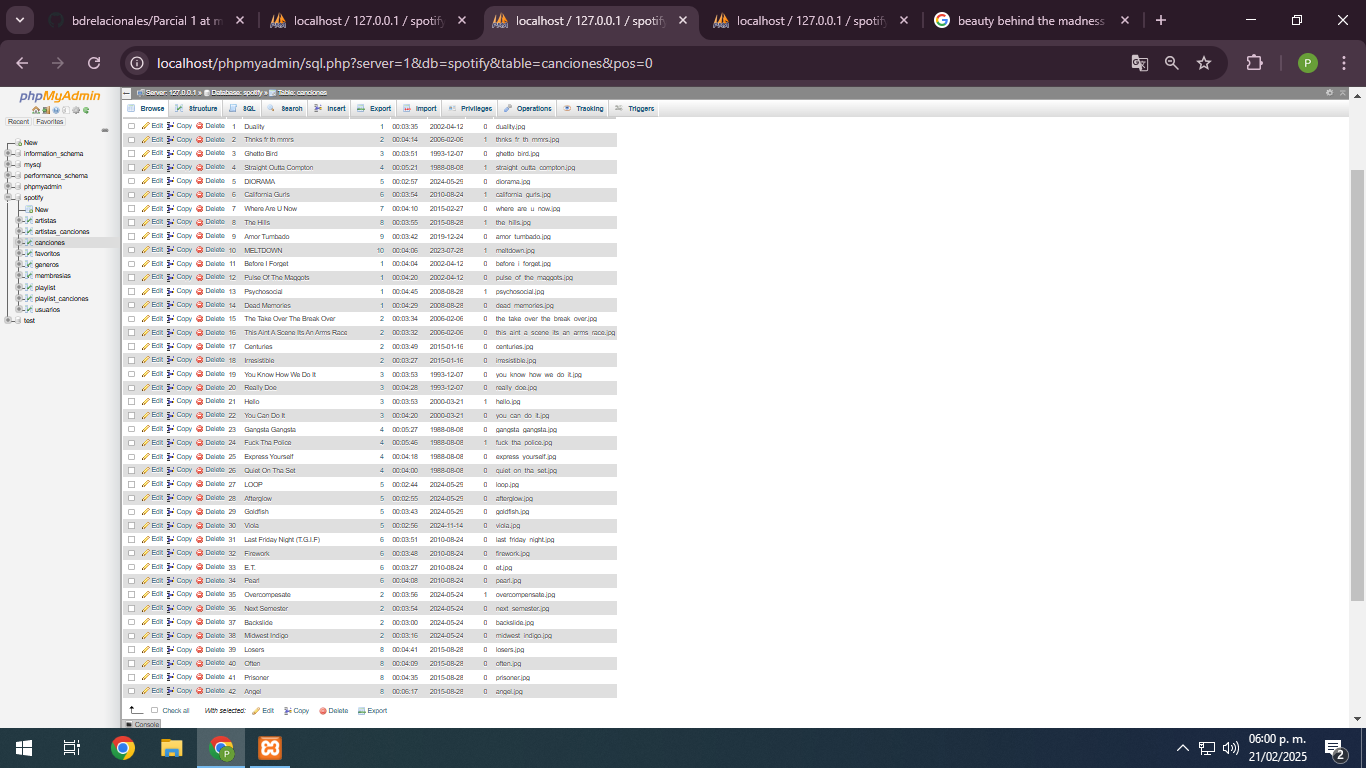 bdrelacionales/Parcial 1 at m
localhost / 127.0.0.1 / spotify
localhost / 127.0.0.1 / spotify
localhost / 127.0.0.1 / spotify
beauty behind the madness
localhost/phpmyadmin/sql.php?server=1&db=spotify&table=canciones&pos=0
P
phpMyAdmin
Recent Favorites
New
information_schema
mysql
performance_schema
phpmyadmin
spotify
New
artistas
artistas_canciones
canciones
favoritos
generos
membresias
playlist
playlist_canciones
usuarios
test
Server: 127.0.0.1 » Database: spotify » Table: canciones
Browse Structure SQL Search Insert Export Import Privileges Operations Tracking Triggers
Edit Copy Delete 1 Duality 1 00:03:35 2002-04-12 0 duality.jpg
Edit Copy Delete 2 Thnks fr th mmrs 1 00:04:14 2006-02-06 1 thnks_fr_th_mmrs.jpg
Edit Copy Delete 3 Ghetto Bird 3 00:03:51 1993-12-07 0 ghetto_bird.jpg
Edit Copy Delete 4 Straight Outta Compton 4 00:05:21 1988-08-08 1 straight_outta_compton.jpg
Edit Copy Delete 5 DIORAMA 5 00:02:57 2024-05-29 0 diorama.jpg
Edit Copy Delete 6 California Gurls 6 00:03:54 2010-08-24 1 california_gurls.jpg
Edit Copy Delete 7 Where Are U Now 7 00:04:10 2015-02-27 0 where_are_u_now.jpg
Edit Copy Delete 8 The Hills 8 00:03:55 2015-08-28 1 the_hills.jpg
Edit Copy Delete 9 Amor Tumbado 9 00:03:42 2019-12-24 0 amor_tumbado.jpg
Edit Copy Delete 10 MELTDOWN 10 00:04:06 2023-07-28 1 meltdown.jpg
Edit Copy Delete 11 Before I Forget 1 00:04:04 2002-04-12 0 before_i_forget.jpg
Edit Copy Delete 12 Pulse Of The Maggots 1 00:04:20 2002-04-12 0 pulse_of_the_maggots.jpg
Edit Copy Delete 13 Psychosocial 1 00:04:45 2008-08-28 1 psychosocial.jpg
Edit Copy Delete 14 Dead Memories 1 00:04:29 2008-08-28 0 dead_memories.jpg
Edit Copy Delete 15 The Take Over The Break Over 2 00:03:34 2006-02-06 0 the_take_over_the_break_over.jpg
Edit Copy Delete 16 This Aint A Scene Its An Arms Race 2 00:03:32 2006-02-06 0 this_aint_a_scene_its_an_arms_race.jpg
Edit Copy Delete 17 Centuries 2 00:03:49 2015-01-16 0 centuries.jpg
Edit Copy Delete 18 Irresistible 2 00:03:27 2015-01-16 0 irresistible.jpg
Edit Copy Delete 19 You Know How We Do It 3 00:03:53 1993-12-07 0 you_know_how_we_do_it.jpg
Edit Copy Delete 20 Really Doe 3 00:04:28 1993-12-07 0 really_doe.jpg
Edit Copy Delete 21 Hello 3 00:03:53 2000-03-21 1 hello.jpg
Edit Copy Delete 22 You Can Do It 3 00:04:20 2000-03-21 0 you_can_do_it.jpg
Edit Copy Delete 23 Gangsta Gangsta 4 00:05:27 1988-08-08 0 gangsta_gangsta.jpg
Edit Copy Delete 24 Fuck Tha Police 4 00:05:46 1988-08-08 1 fuck_tha_police.jpg
Edit Copy Delete 25 Express Yourself 4 00:04:18 1988-08-08 0 express_yourself.jpg
Edit Copy Delete 26 Quiet On Tha Set 4 00:04:00 1988-08-08 0 quiet_on_tha_set.jpg
Edit Copy Delete 27 LOOP 5 00:02:44 2024-05-29 0 loop.jpg
Edit Copy Delete 28 Afterglow 5 00:02:55 2024-05-29 0 afterglow.jpg
Edit Copy Delete 29 Goldfish 5 00:03:43 2024-05-29 0 goldfish.jpg
Edit Copy Delete 30 Viola 5 00:02:56 2024-11-14 0 viola.jpg
Edit Copy Delete 31 Last Friday Night (T.G.I.F) 6 00:03:51 2010-08-24 0 last_friday_night.jpg
Edit Copy Delete 32 Firework 6 00:03:48 2010-08-24 0 firework.jpg
Edit Copy Delete 33 E.T. 6 00:03:27 2010-08-24 0 et.jpg
Edit Copy Delete 34 Pearl 6 00:04:08 2010-08-24 0 pearl.jpg
Edit Copy Delete 35 Overcompesate 2 00:03:56 2024-05-24 1 overcompensate.jpg
Edit Copy Delete 36 Next Semester 2 00:03:54 2024-05-24 0 next_semester.jpg
Edit Copy Delete 37 Backslide 2 00:03:00 2024-05-24 0 backslide.jpg
Edit Copy Delete 38 Midwest Indigo 2 00:03:16 2024-05-24 0 midwest_indigo.jpg
Edit Copy Delete 39 Losers 8 00:04:41 2015-08-28 0 losers.jpg
Edit Copy Delete 40 Often 8 00:04:09 2015-08-28 0 often.jpg
Edit Copy Delete 41 Prisoner 8 00:04:35 2015-08-28 0 prisoner.jpg
Edit Copy Delete 42 Angel 8 00:06:17 2015-08-28 0 angel.jpg
Check all With selected: Edit Copy Delete Export
Console
06:00 p. m.
21/02/2025
2